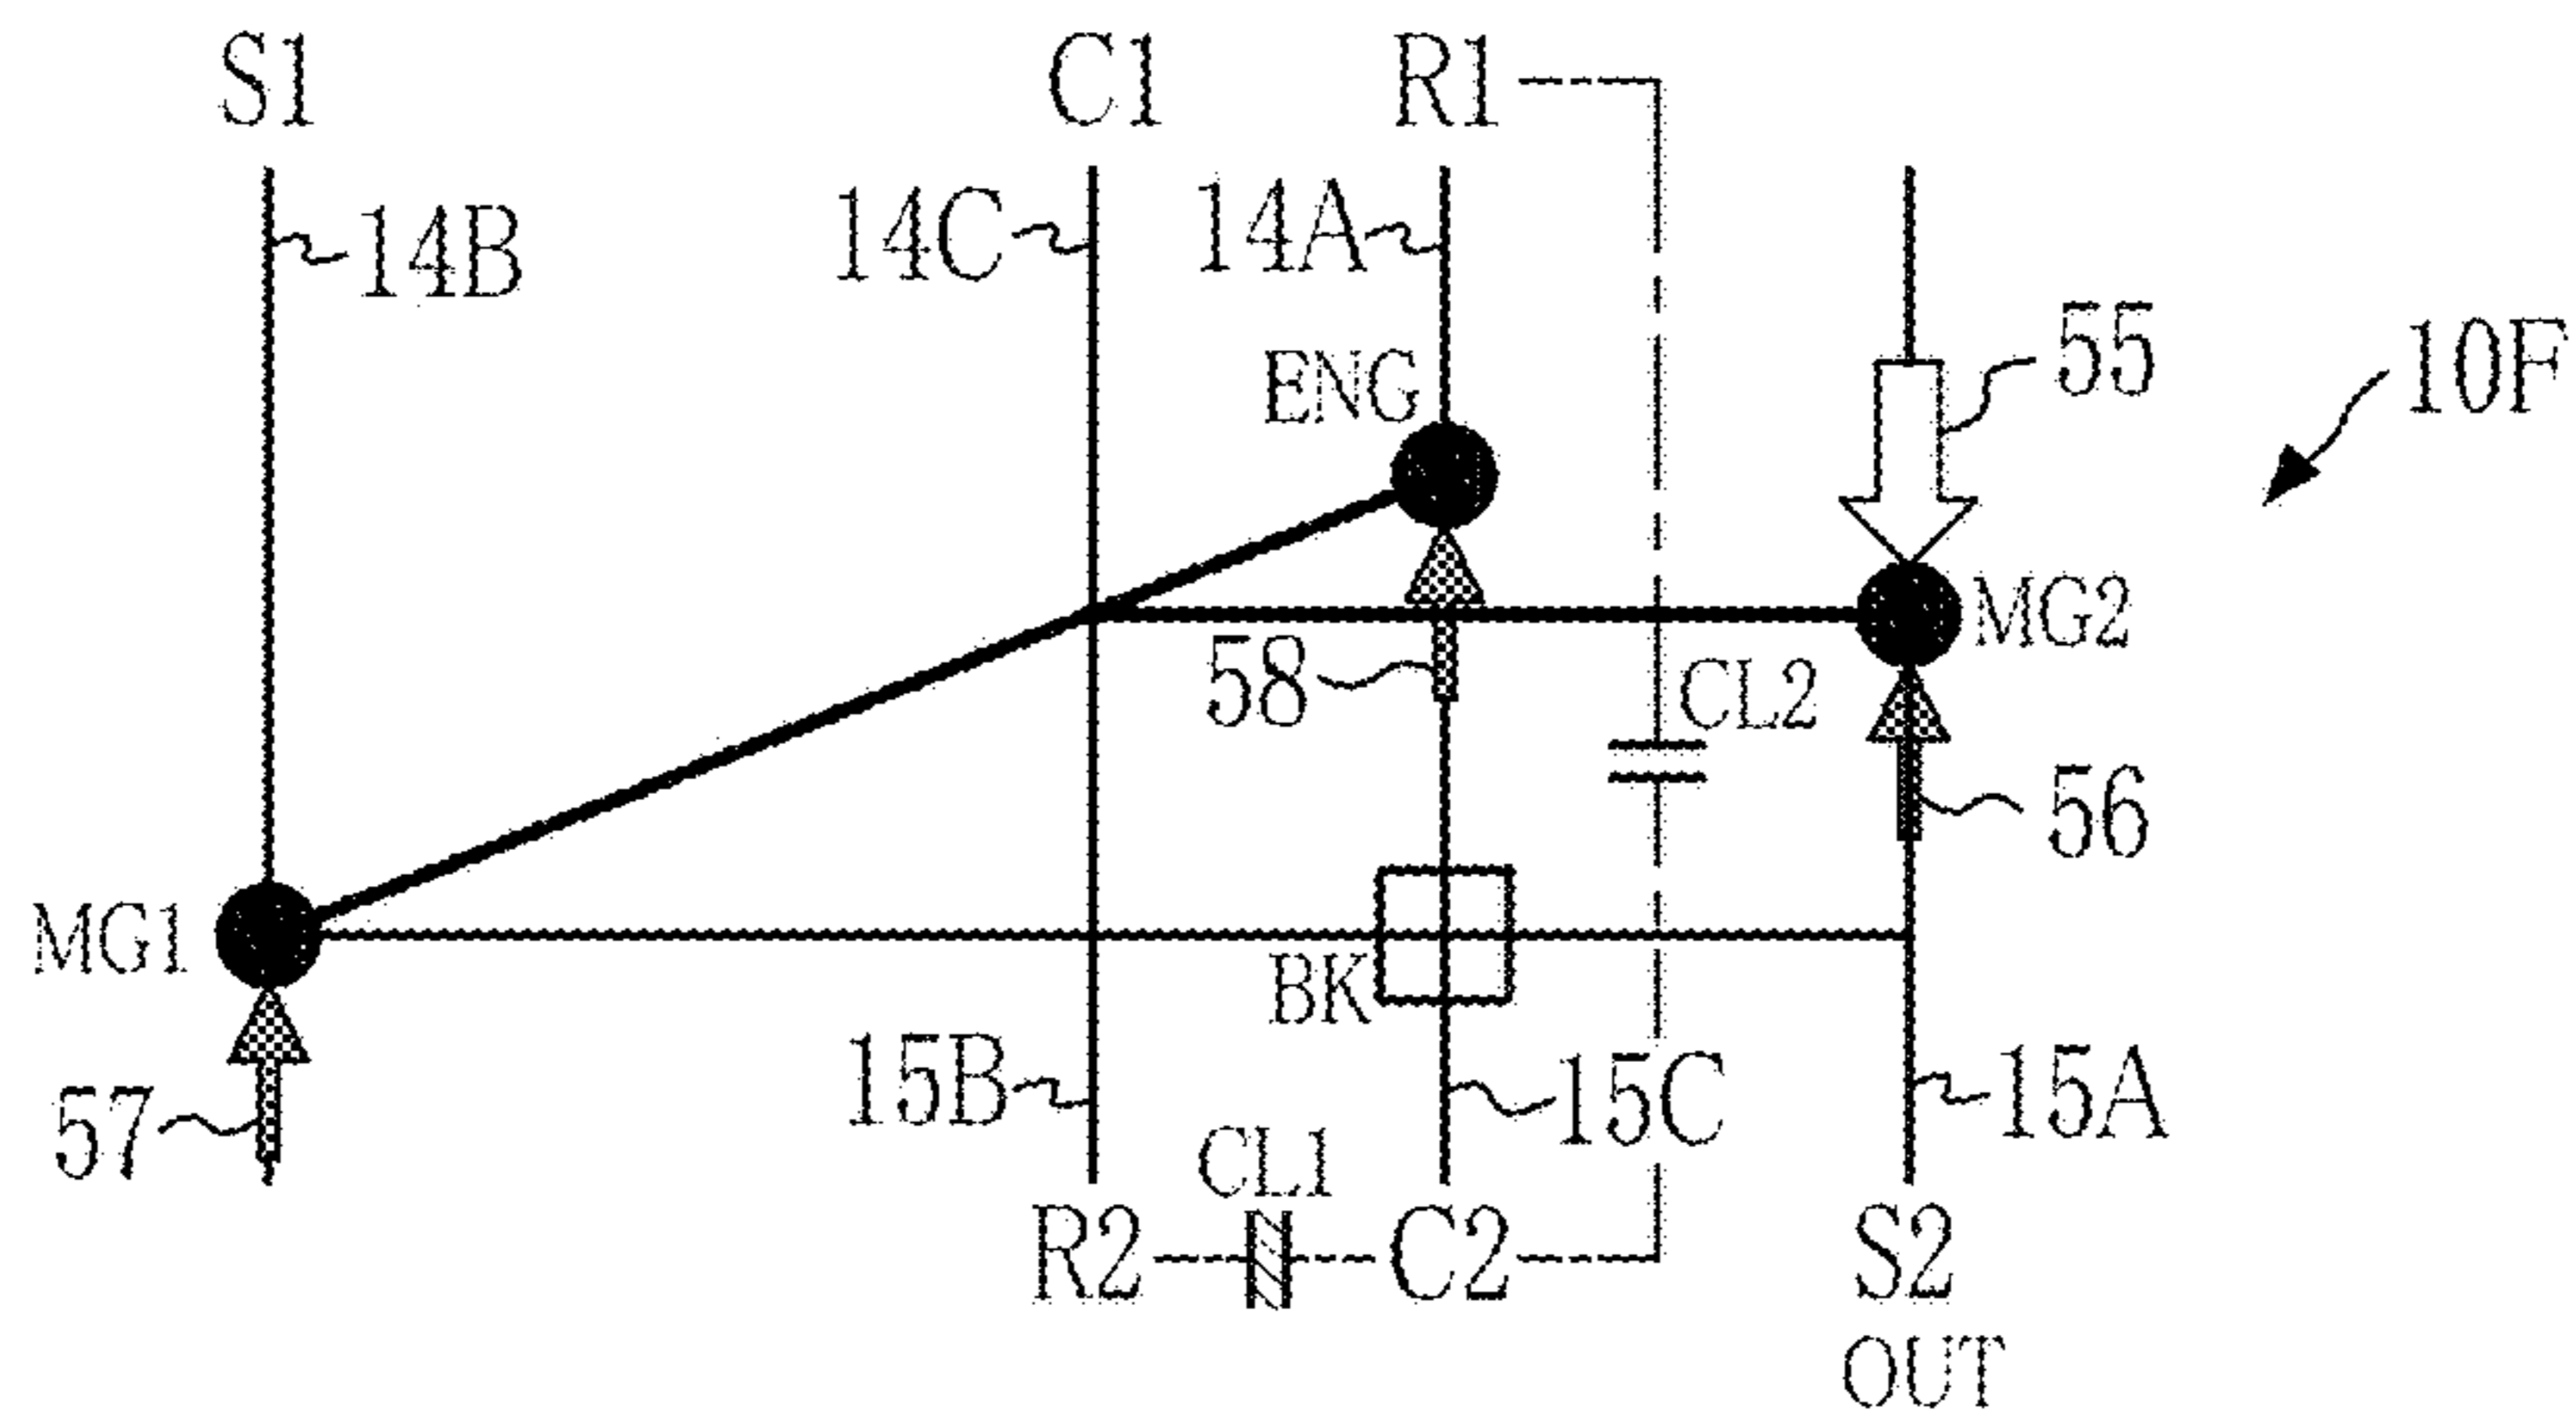 S1 C1 R1
14B 14C 14A
ENG 55 10F
58 MG2
CL2
56
MG1 BK
57 15B 15C 15A
CL1
R2 C2 S2
OUT